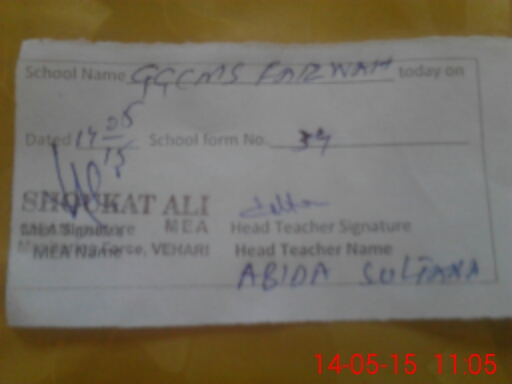 School Name GGCMS FARWAH today on
Dated 14 05/15 School form No. 39
SHOUKAT ALI
MEA Signature MEA Head Teacher Signature
Monitoring Force, VEHARI Head Teacher Name
MEA Name
ABIDA SULTANA
14-05-15 11:05